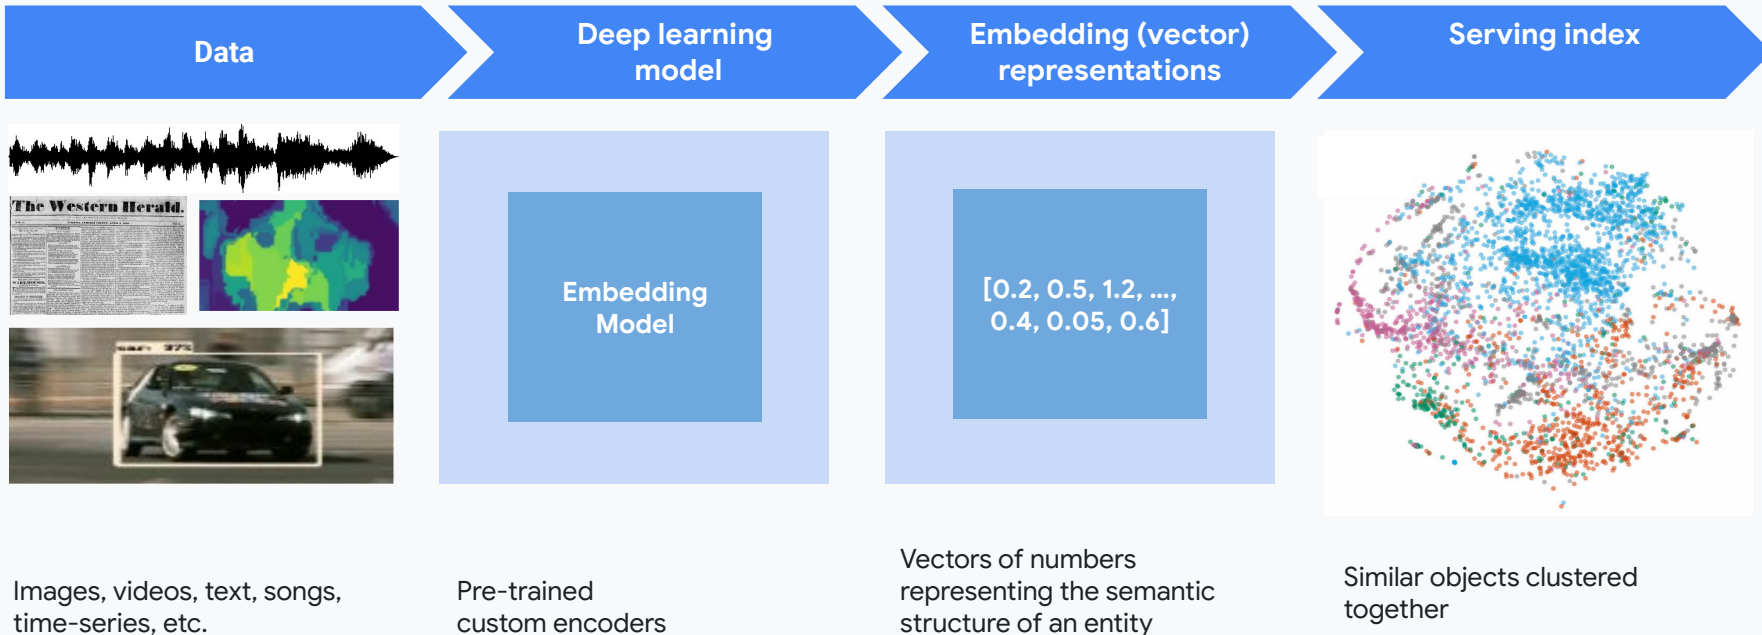 Data
Deep learning
model
Embedding (vector)
representations
Serving index
The Western Herald.
Embedding
Model
[0.2, 0.5, 1.2, ...,
0.4, 0.05, 0.6]
Images, videos, text, songs,
time-series, etc.
Pre-trained
custom encoders
Vectors of numbers
representing the semantic
structure of an entity
Similar objects clustered
together